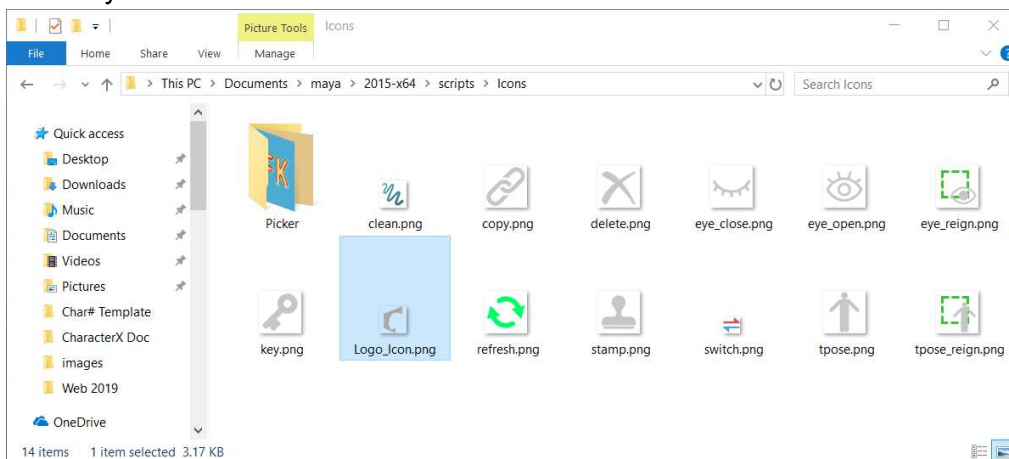 Picture Tools Icons
File Home Share View Manage
This PC > Documents > maya > 2015-x64 > scripts > Icons
Search Icons
Quick access
Desktop
Downloads
Music
Documents
Videos
Pictures
Char# Template
CharacterX Doc
images
Web 2019
OneDrive
FK
Picker clean.png copy.png delete.png eye_close.png eye_open.png eye_reign.png
key.png Logo_Icon.png refresh.png stamp.png switch.png tpose.png tpose_reign.png
14 items 1 item selected 3.17 KB